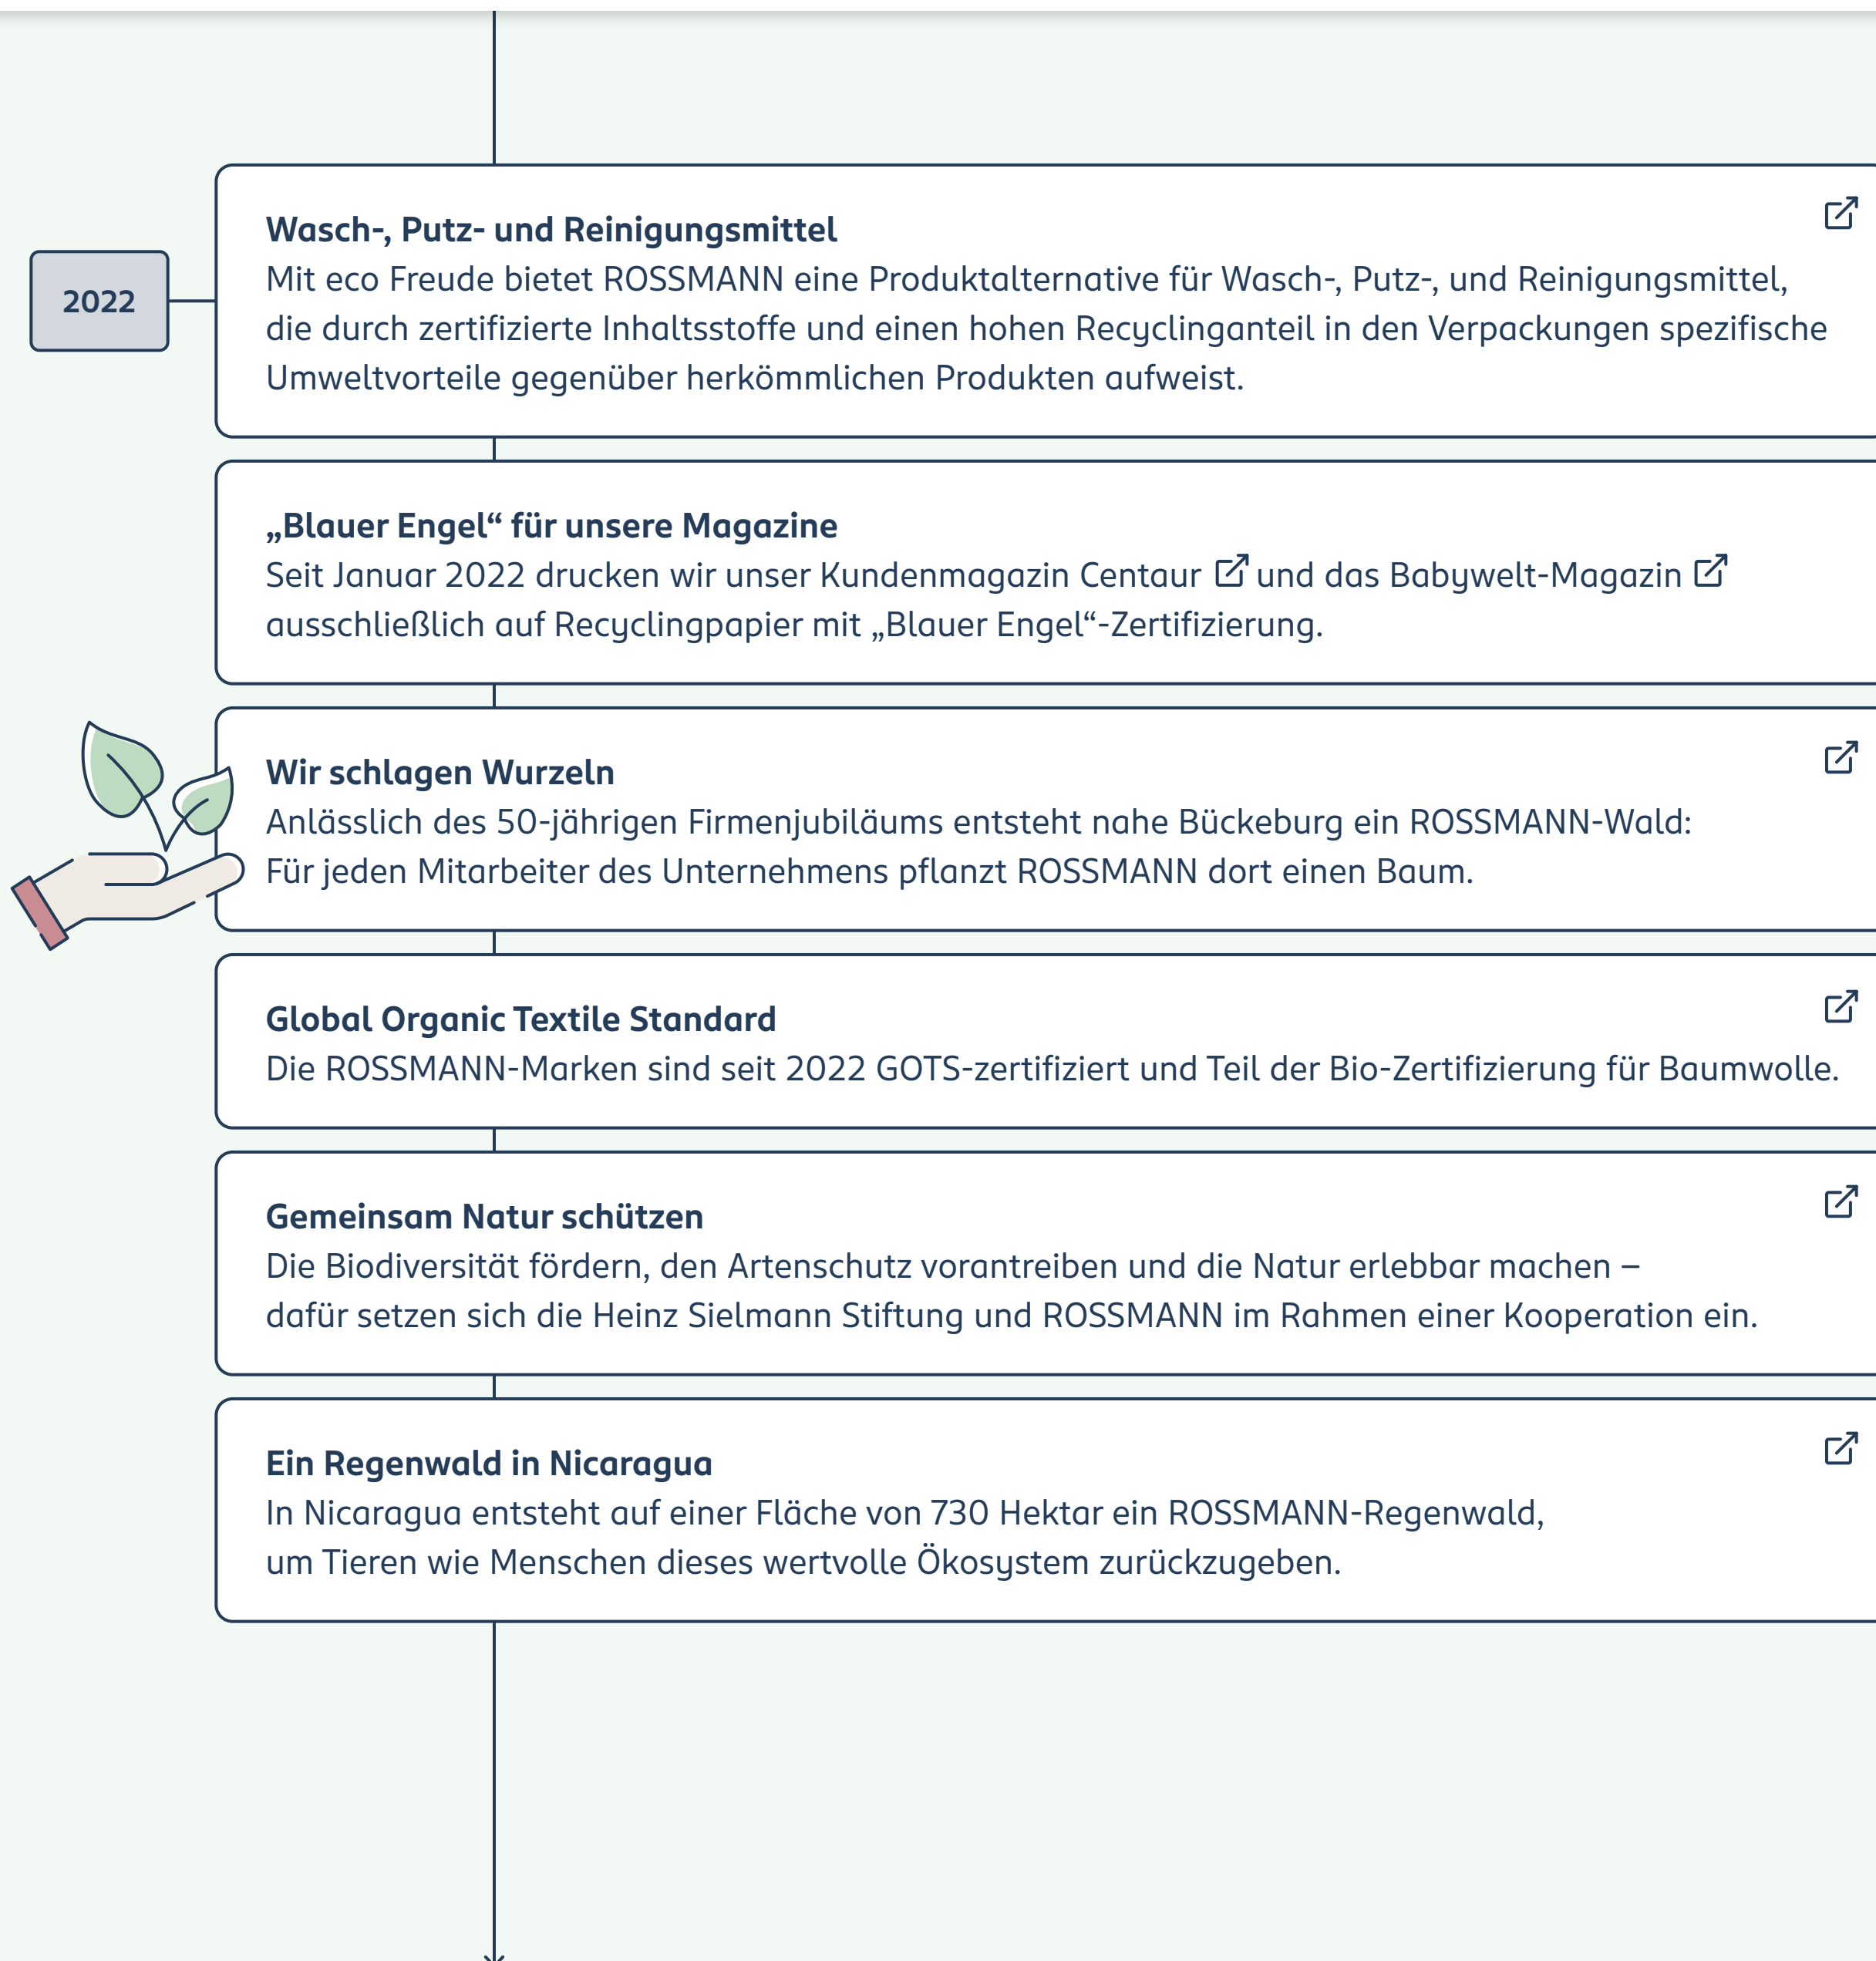 Wasch-, Putz- und Reinigungsmittel
Mit eco Freude bietet ROSSMANN eine Produktalternative für Wasch-, Putz-, und Reinigungsmittel,
die durch zertifizierte Inhaltsstoffe und einen hohen Recyclinganteil in den Verpackungen spezifische
Umweltvorteile gegenüber herkömmlichen Produkten aufweist.
2022
„Blauer Engel“ für unsere Magazine
Seit Januar 2022 drucken wir unser Kundenmagazin Centaur und das Babywelt-Magazin
ausschließlich auf Recyclingpapier mit „Blauer Engel“-Zertifizierung.
Wir schlagen Wurzeln
Anlässlich des 50-jährigen Firmenjubiläums entsteht nahe Bückeburg ein ROSSMANN-Wald:
Für jeden Mitarbeiter des Unternehmens pflanzt ROSSMANN dort einen Baum.
Global Organic Textile Standard
Die ROSSMANN-Marken sind seit 2022 GOTS-zertifiziert und Teil der Bio-Zertifizierung für Baumwolle.
Gemeinsam Natur schützen
Die Biodiversität fördern, den Artenschutz vorantreiben und die Natur erlebbar machen –
dafür setzen sich die Heinz Sielmann Stiftung und ROSSMANN im Rahmen einer Kooperation ein.
Ein Regenwald in Nicaragua
In Nicaragua entsteht auf einer Fläche von 730 Hektar ein ROSSMANN-Regenwald,
um Tieren wie Menschen dieses wertvolle Ökosystem zurückzugeben.